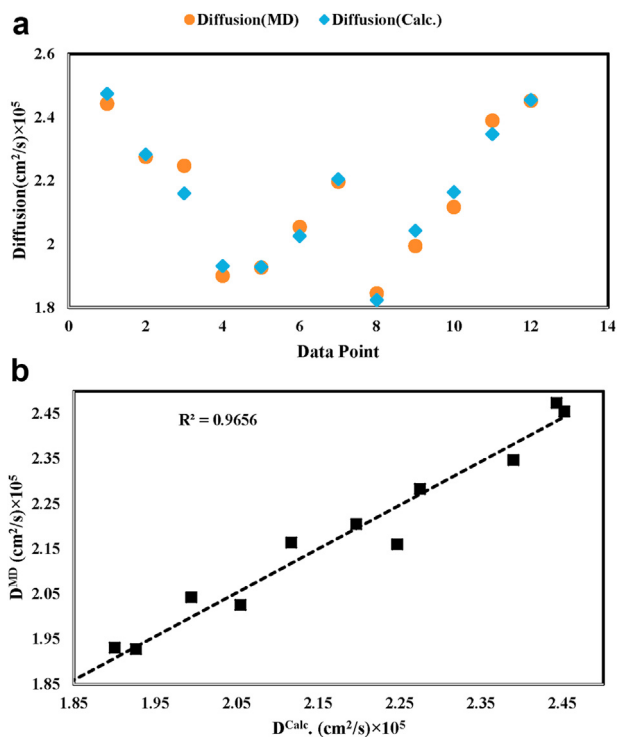 a
Diffusion(MD) Diffusion(Calc.)
Diffusion(cm²/s)×10⁵
2.6
2.4
2.2
2
1.8
0 2 4 6 8 10 12 14
Data Point
b
R² = 0.9656
Dᴹᴰ (cm²/s)×10⁵
2.45
2.35
2.25
2.15
2.05
1.95
1.85
1.85 1.95 2.05 2.15 2.25 2.35 2.45
Dᶜᵃˡᶜ. (cm²/s)×10⁵